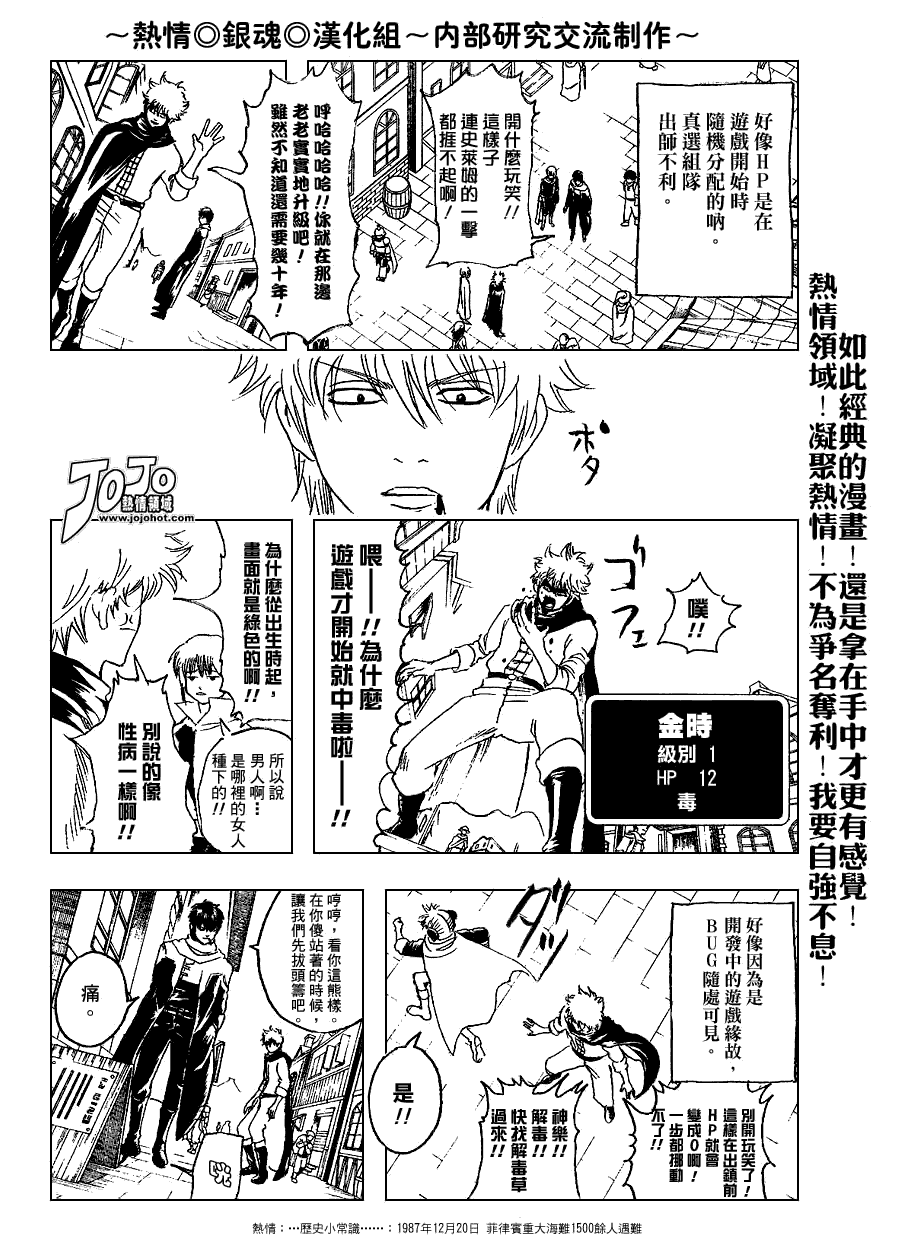 ～熱情◎銀魂◎漢化組～内部研究交流制作～
好像HP是在
遊戲開始時
隨機分配的吶。
真選組隊
出師不利。
開什麼玩笑!!
這樣子
連史萊姆的一擊
都捱不起啊!
呼哈哈哈哈!!你就在那邊
老老實實地升級吧!
雖然不知道還需要幾十年!
ポタ
如此經典的漫畫!還是拿在手中才更有感覺!
熱情領域!凝聚熱情!不為爭名奪利!我要自強不息!
JOJO
熱情領域
www.jojohot.com
噗!!
ゴフ
喂——!!為什麼
遊戲才開始就中毒啦——!!
金時
級別 1
HP 12
毒
為什麼從出生時起，
畫面就是綠色的啊!!
所以說
男人啊…
是哪裡的女人
種下的!!
別說的像
性病一樣啊!!
好像因為是
開發中的遊戲緣故，
BUG隨處可見。
ダッ
別開玩笑了!
這樣在出鎮前
HP就會
變成0啊!
一步都挪動
不了!!
神樂!!
解毒!!
快找解毒草
過來!!
是!!
哼哼，看你這熊樣。
在你傻站著的時候，
讓我們先拔頭籌吧。
痛。
熱情：…歷史小常識……：1987年12月20日 菲律賓重大海難1500餘人遇難